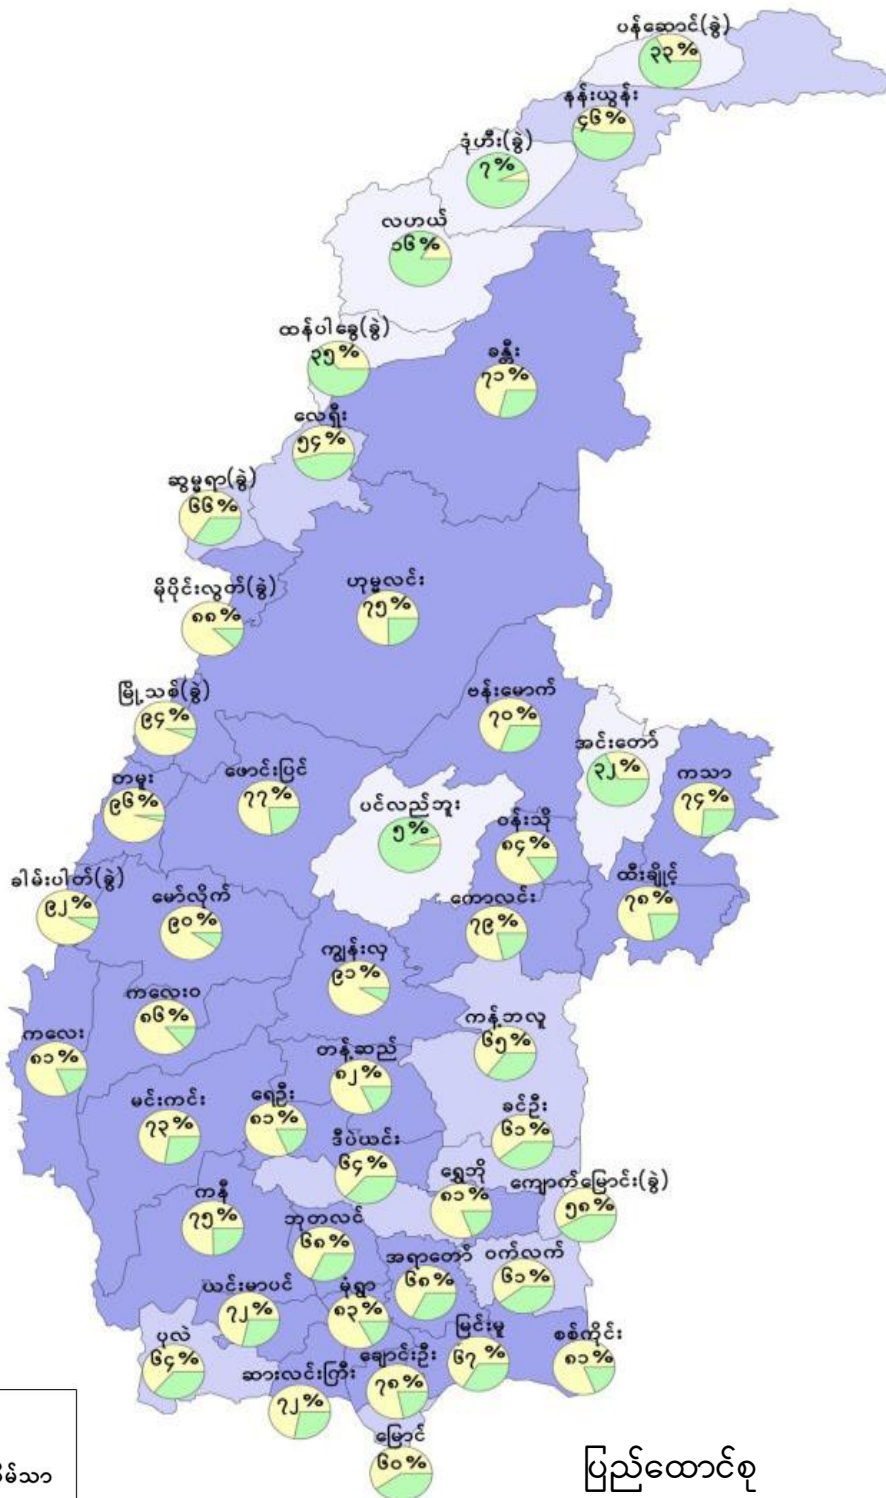 ပန်ဆောင်(ခွဲ)
၃၃%
နန်းယွန်း
၄၆%
ဒုံဟီး(ခွဲ)
၇%
လဟယ်
၁၆%
ထန်ပါခွေ(ခွဲ)
၃၅%
ခန္တီး
၇၁%
လေရှီး
၅၄%
ဆွမ္မရာ(ခွဲ)
၆၆%
ဟုမ္မလင်း
၇၅%
မိုပိုင်းလွတ်(ခွဲ)
၈၈%
မြို့သစ်(ခွဲ)
၉၄%
ဗန်းမောက်
၇၀%
အင်းတော်
၃၂%
ကသာ
၇၄%
တမူး
၉၆%
ဖောင်းပြင်
၇၇%
ပင်လည်ဘူး
၅%
ဝန်းသို
၈၄%
ထီးချိုင့်
၇၈%
ခါမ်းပါတ်(ခွဲ)
၉၂%
မော်လိုက်
၉၀%
ကောလင်း
၇၉%
ကျွန်းလှ
၉၁%
ကလေးဝ
၈၆%
ကန့်ဘလူ
၆၅%
ကလေး
၈၁%
တန့်ဆည်
၈၂%
မင်းကင်း
၇၃%
ရေဦး
၈၁%
ခင်ဦး
၆၁%
ဒီပဲယင်း
၆၄%
ရွှေဘို
၈၁%
ကျောက်မြောင်း(ခွဲ)
၅၈%
ကနီ
၇၅%
ဘုတလင်
၆၈%
အရာတော်
၆၈%
ဝက်လက်
၆၁%
ယင်းမာပင်
၇၂%
မုံရွာ
၈၃%
မြင်းမူ
၆၇%
စစ်ကိုင်း
၈၁%
ပုလဲ
၆၄%
ဆားလင်းကြီး
၇၂%
ချောင်းဦး
၇၈%
မြောင်
၆၀%
ပြည်ထောင်စု